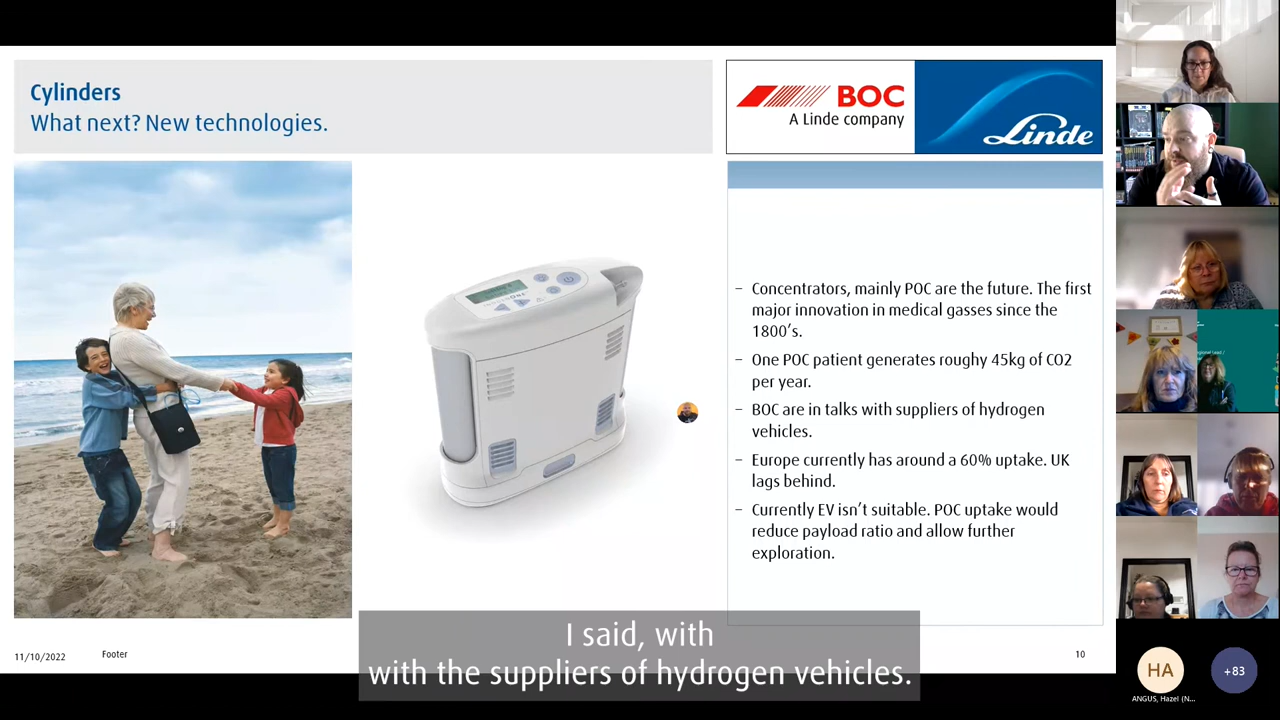 Cylinders
What next? New technologies.
BOC
A Linde company
Linde
– Concentrators, mainly POC are the future. The first
major innovation in medical gasses since the
1800’s.
– One POC patient generates roughy 45kg of CO2
per year.
– BOC are in talks with suppliers of hydrogen
vehicles.
– Europe currently has around a 60% uptake. UK
lags behind.
– Currently EV isn’t suitable. POC uptake would
reduce payload ratio and allow further
exploration.
I said, with
with the suppliers of hydrogen vehicles.
11/10/2022
Footer
10
HA
ANGUS, Hazel (N...
+83